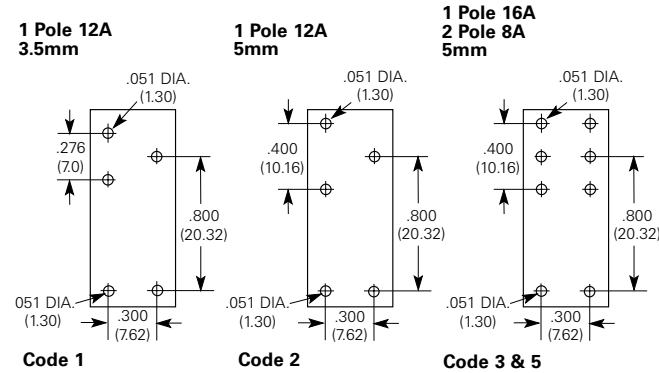 1 Pole 12A
3.5mm
.051 DIA.
(1.30)
.276
(7.0)
.800
(20.32)
051 DIA.
(1.30)
.300
(7.62)
Code 1
1 Pole 12A
5mm
.051 DIA.
(1.30)
.400
(10.16)
.800
(20.32)
.051 DIA.
(1.30)
.300
(7.62)
Code 2
1 Pole 16A
2 Pole 8A
5mm
.051 DIA.
(1.30)
.400
(10.16)
.800
(20.32)
.051 DIA.
(1.30)
.300
(7.62)
Code 3 & 5